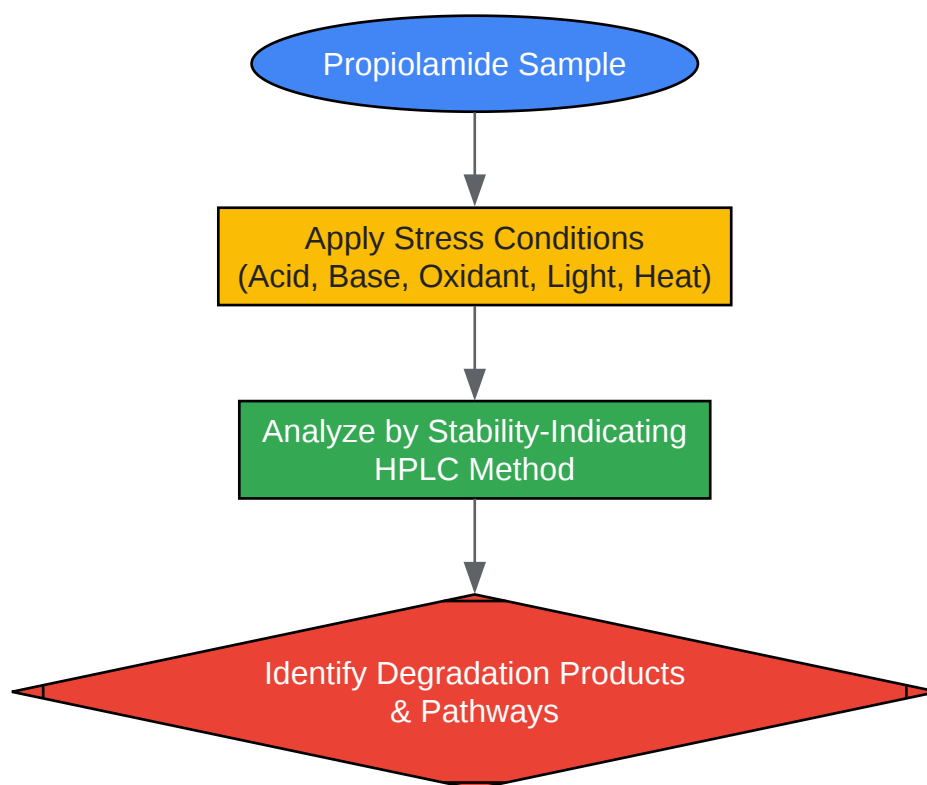 Propiolamide Sample
Apply Stress Conditions
(Acid, Base, Oxidant, Light, Heat)
Analyze by Stability-Indicating
HPLC Method
Identify Degradation Products
& Pathways